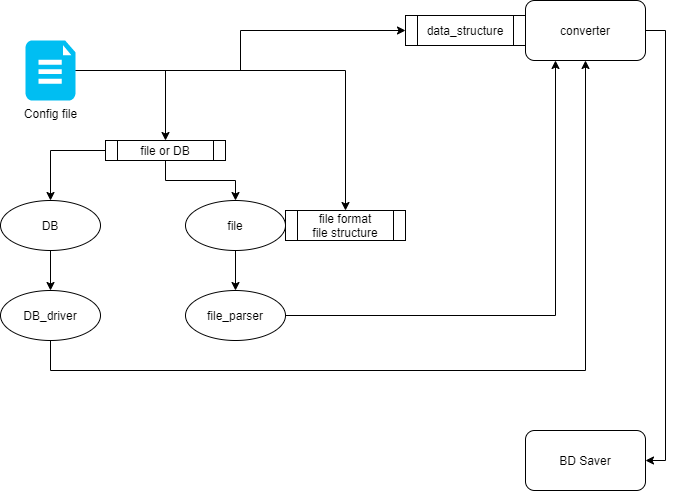 data_structure
converter
Config file
file or DB
DB
file
file format
file structure
DB_driver
file_parser
BD Saver